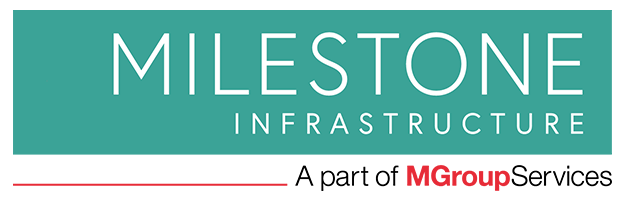 MILESTONE
INFRASTRUCTURE
A part of MGroupServices